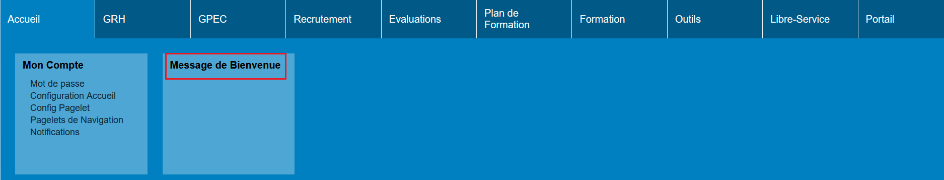 Accueil
GRH
GPEC
Recrutement
Evaluations
Plan de
Formation
Formation
Outils
Libre-Service
Portail
Mon Compte
Mot de passe
Configuration Accueil
Config Pagelet
Pagelets de Navigation
Notifications
Message de Bienvenue